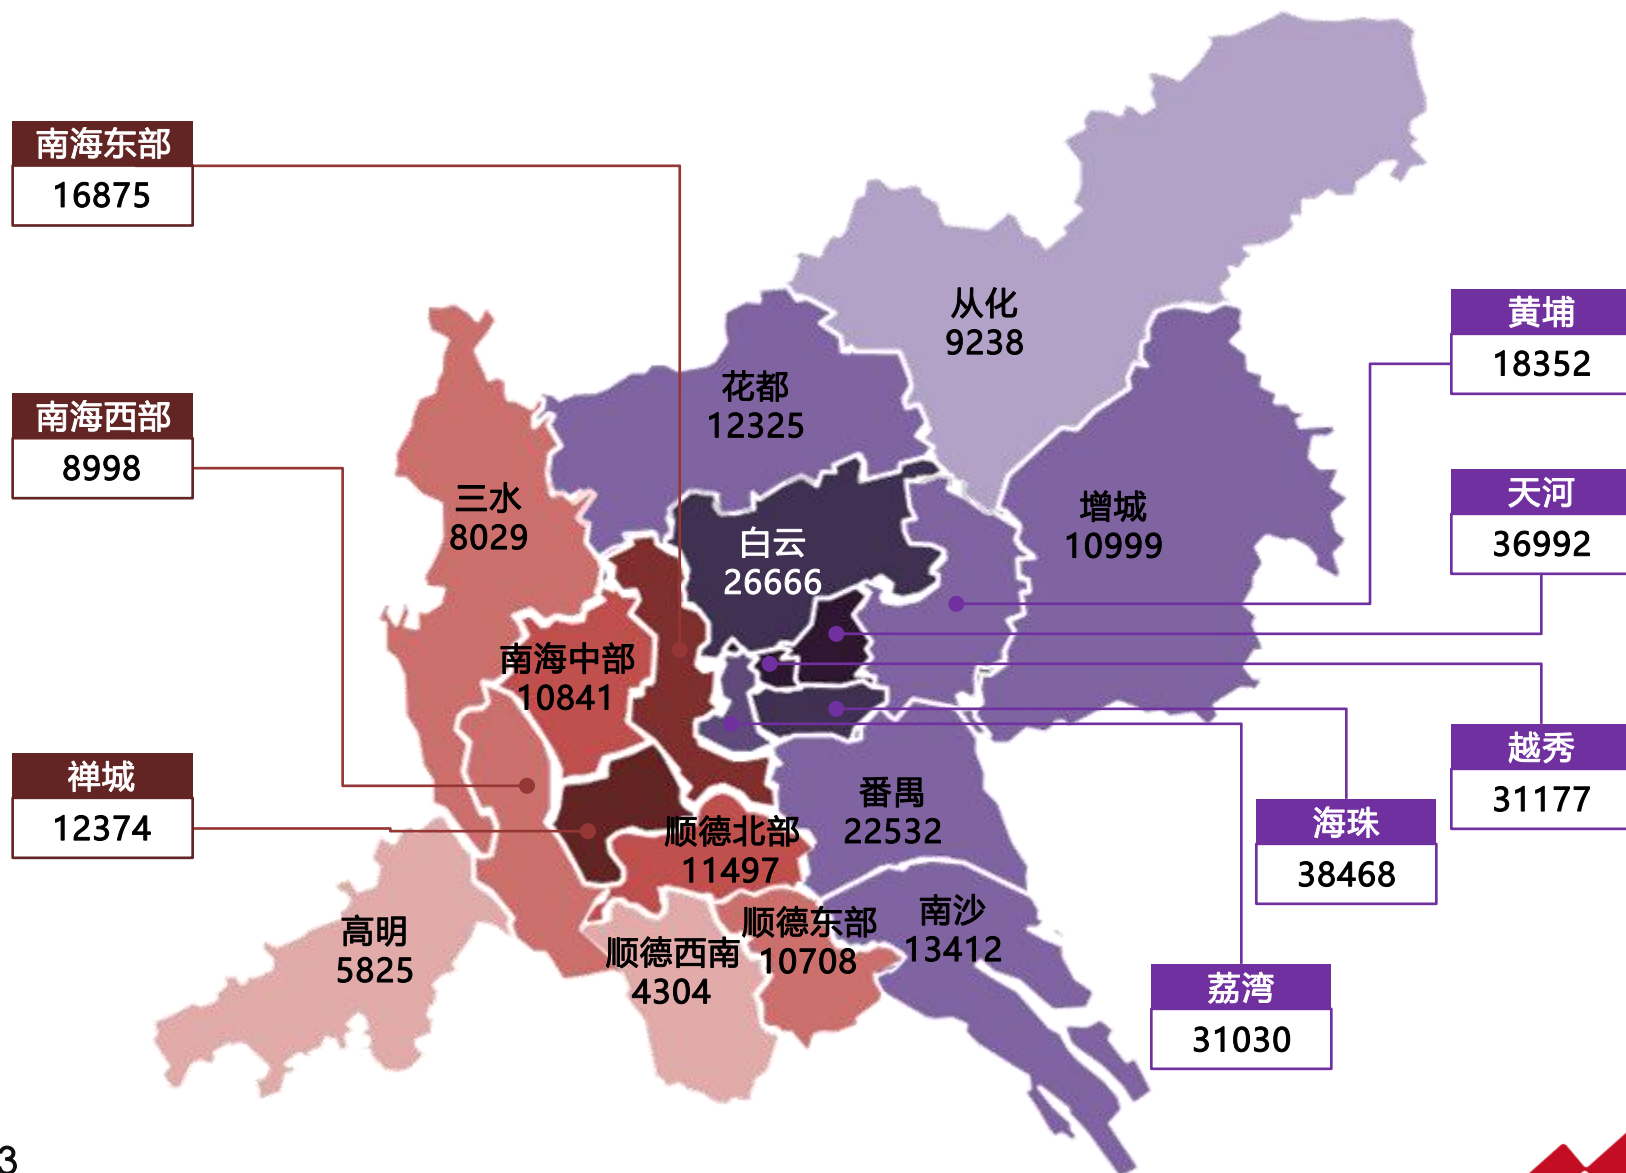 南海东部
16875
从化
9238
黄埔
18352
花都
12325
南海西部
8998
三水
8029
增城
10999
天河
36992
白云
26666
南海中部
10841
禅城
12374
越秀
31177
番禺
22532
海珠
38468
顺德北部
11497
高明
5825
顺德西南
4304
顺德东部
10708
南沙
13412
荔湾
31030
3